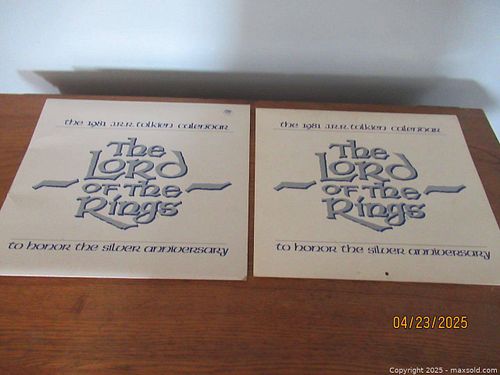 the 1981 J.R.R. tolkien calendar
The
Lord
of the
Rings
to honor the silver anniversary
the 1981 J.R.R. tolkien calendar
The
Lord
of the
Rings
to honor the silver anniversary
04/23/2025
Copyright 2025 - maxsold.com